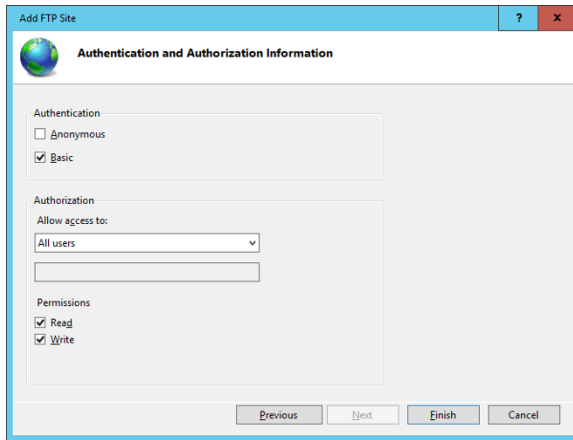 Add FTP Site
? x
Authentication and Authorization Information
Authentication
Anonymous
Basic
Authorization
Allow access to:
All users
Permissions
Read
Write
Previous Next Finish Cancel